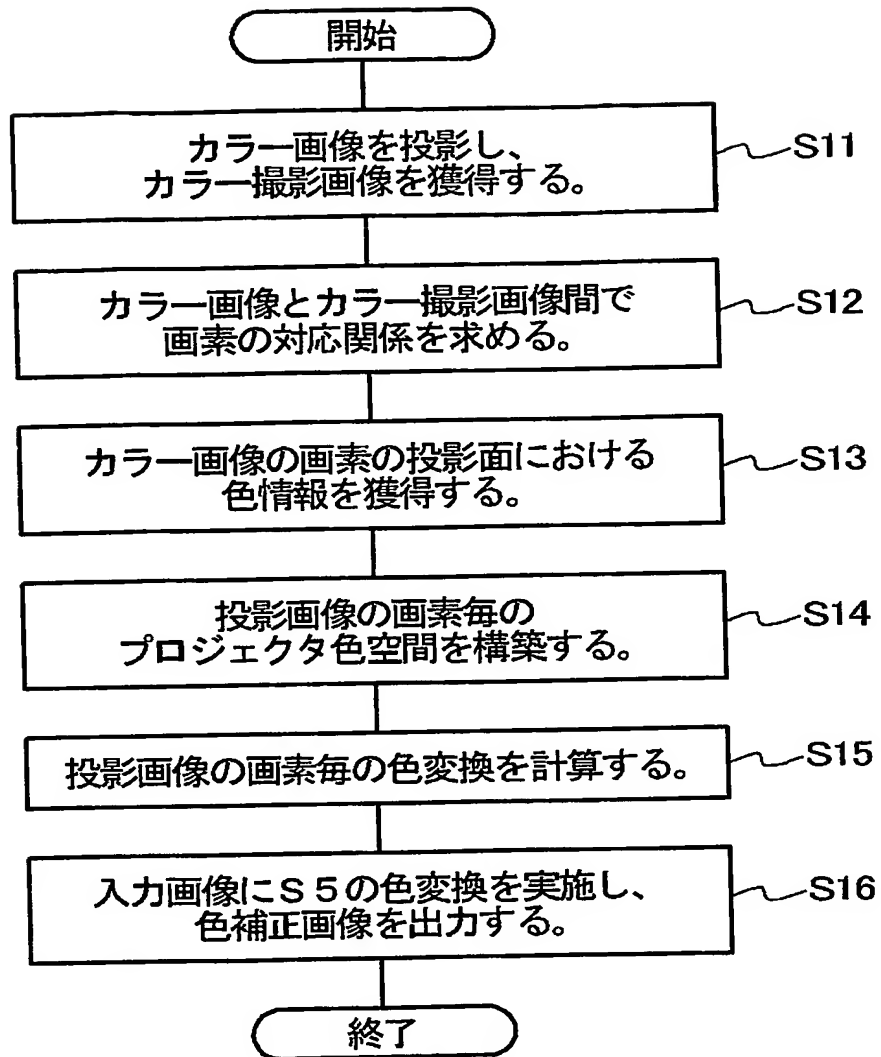 開始
カラー画像を投影し、
カラー撮影画像を獲得する。
S11
カラー画像とカラー撮影画像間で
画素の対応関係を求める。
S12
カラー画像の画素の投影面における
色情報を獲得する。
S13
投影画像の画素毎の
プロジェクタ色空間を構築する。
S14
投影画像の画素毎の色変換を計算する。
S15
入力画像にS5の色変換を実施し、
色補正画像を出力する。
S16
終了